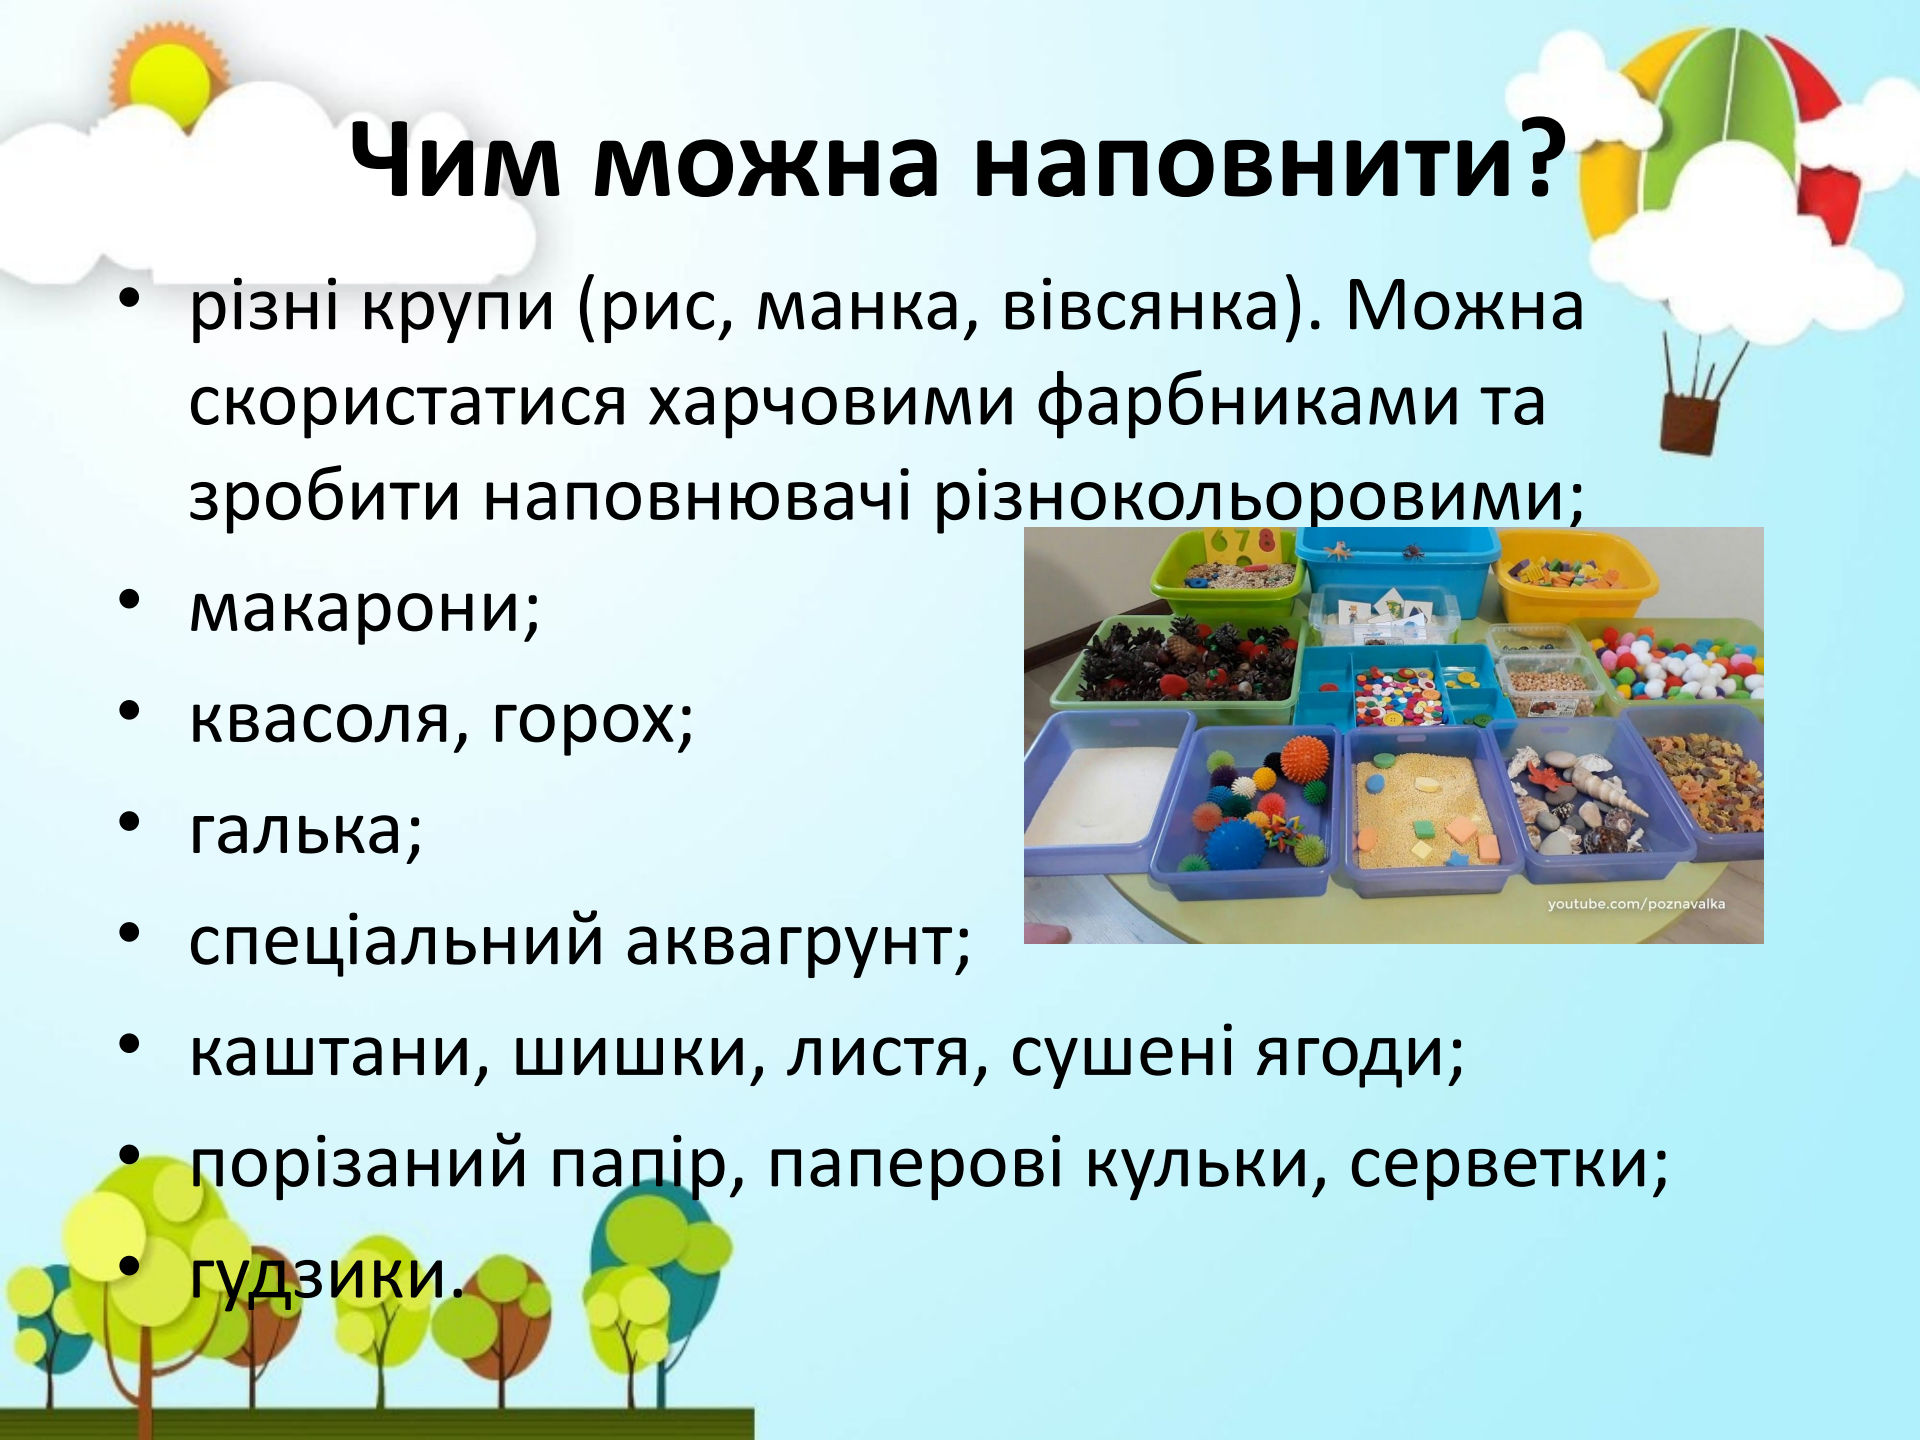 Чим можна наповнити?
• різні крупи (рис, манка, вівсянка). Можна
скористатися харчовими фарбниками та
зробити наповнювачі різнокольоровими;
• макарони;
• квасоля, горох;
• галька;
• спеціальний аквагрунт;
• каштани, шишки, листя, сушені ягоди;
• порізаний папір, паперові кульки, серветки;
• гудзики.
678
youtube.com/poznavalka